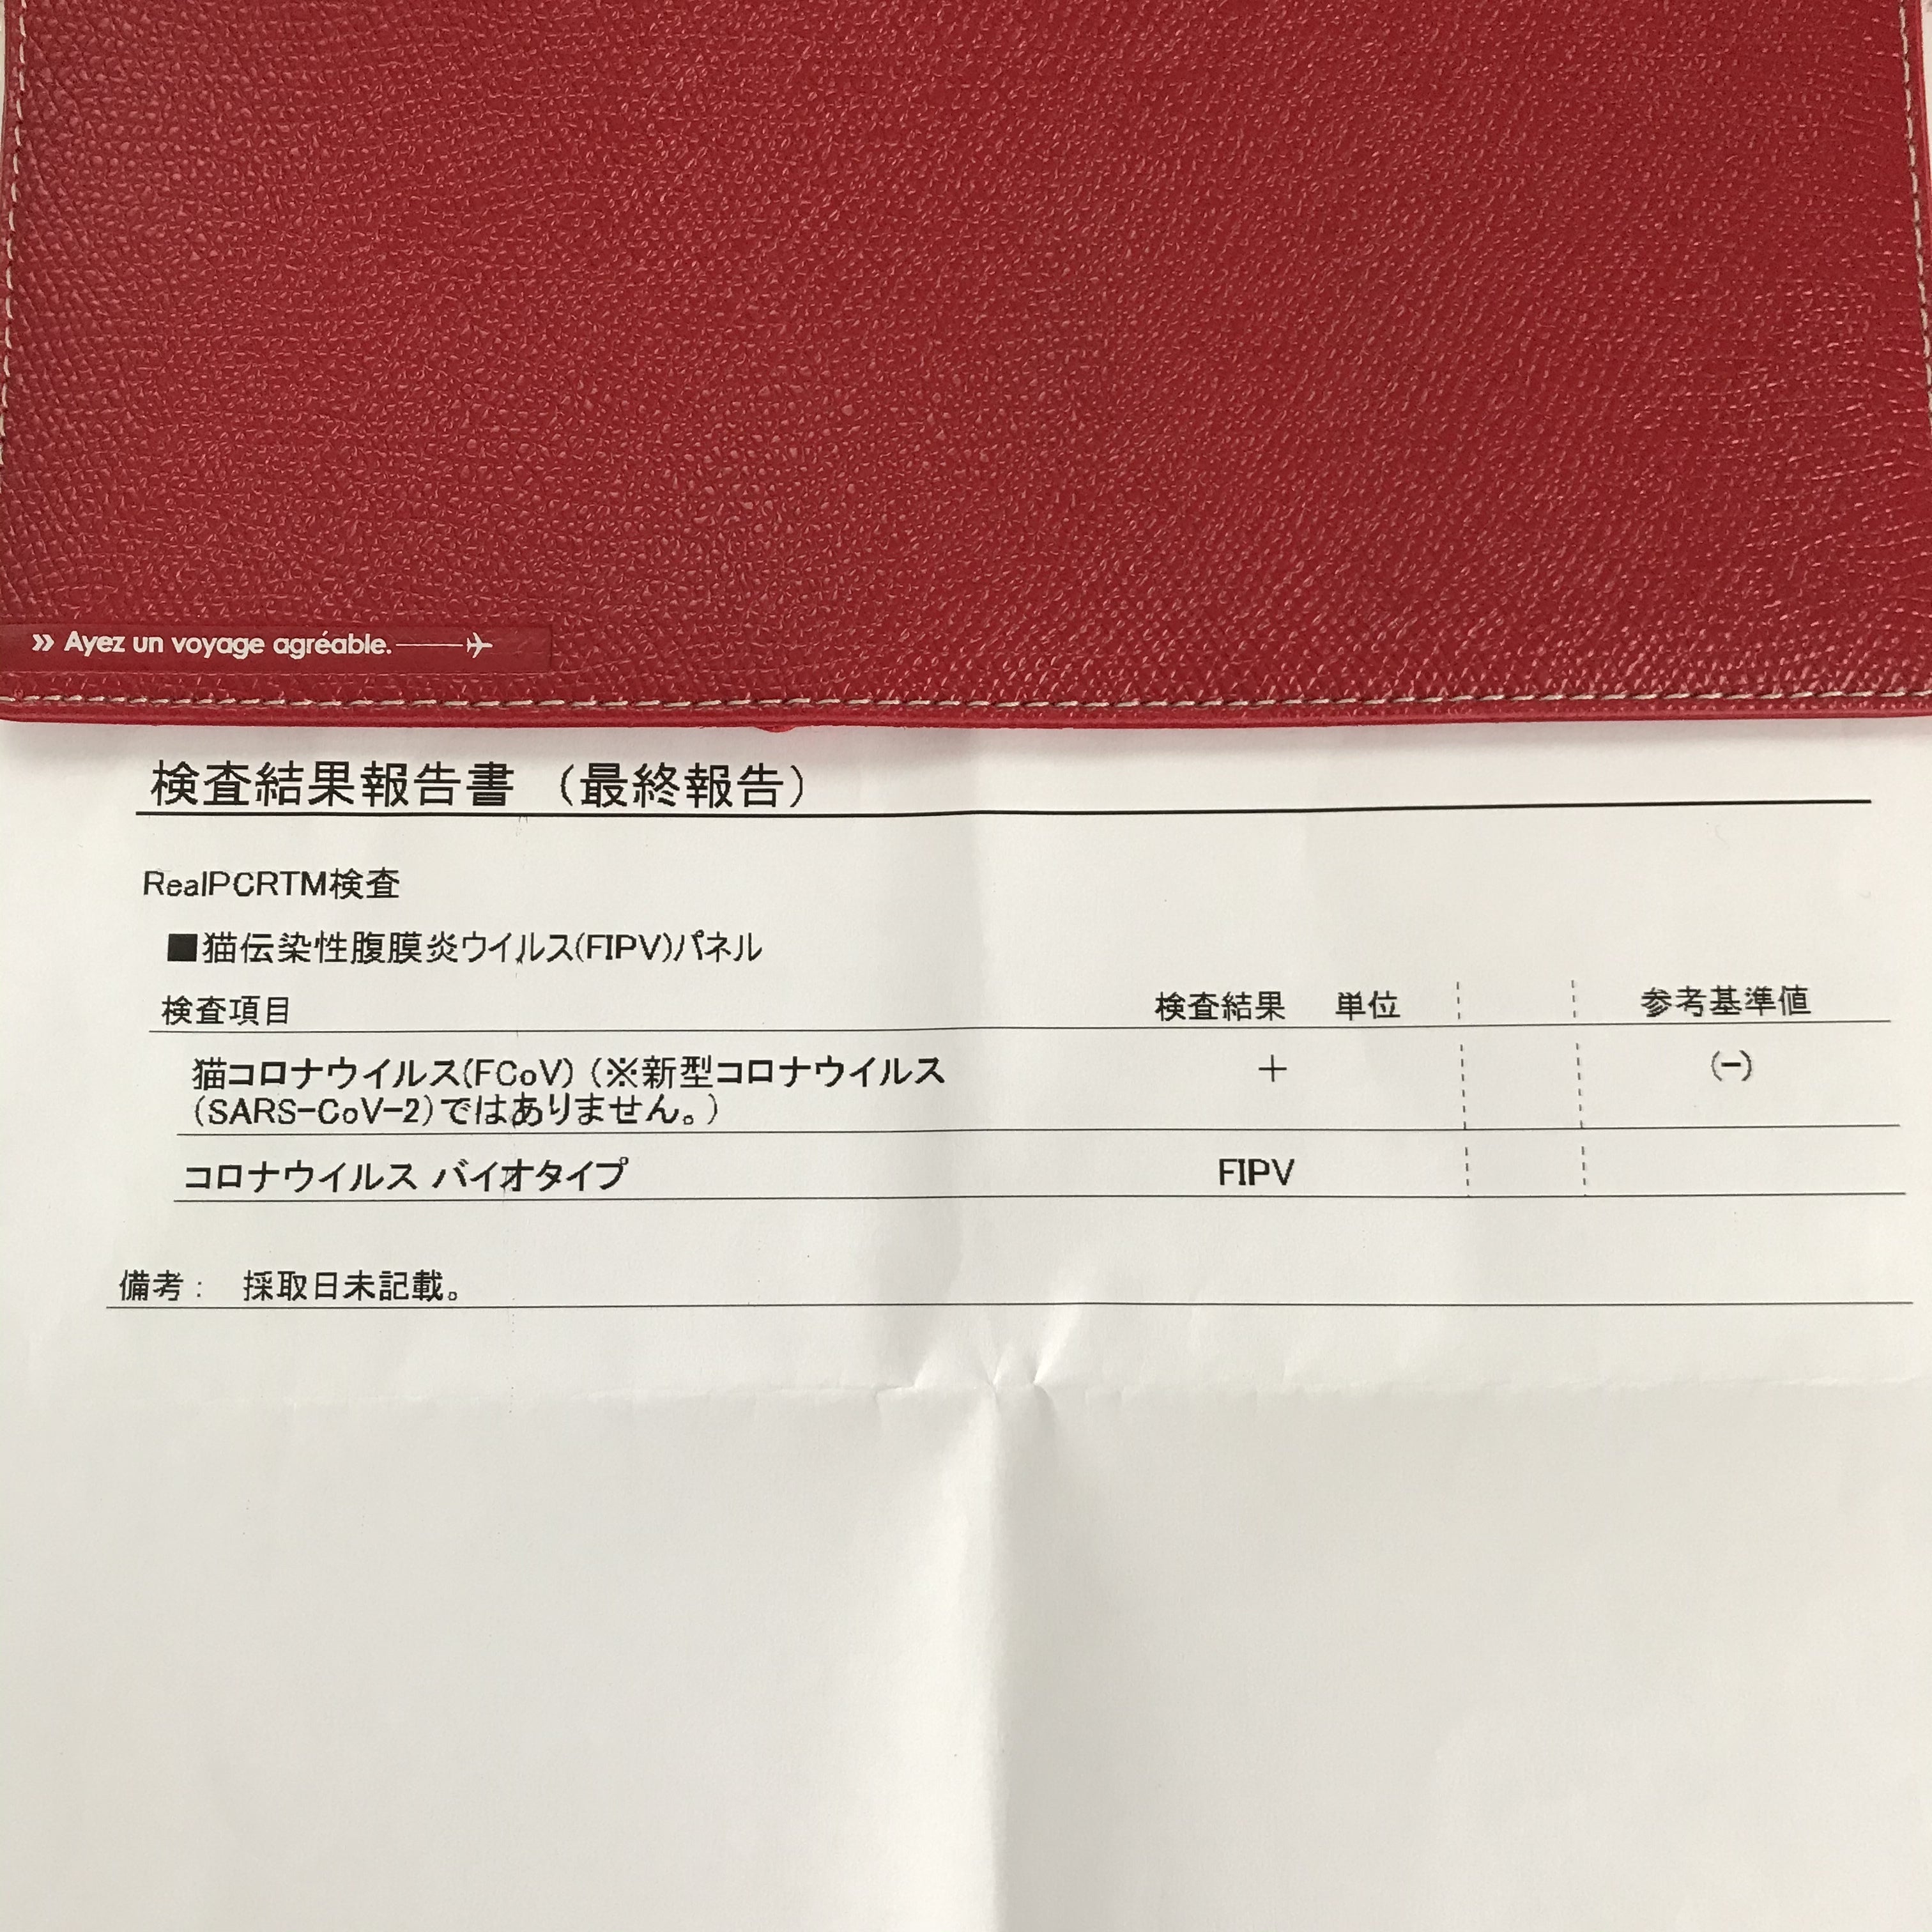 » Ayez un voyage agréable.
検査結果報告書 (最終報告)
RealPCRTM検査
■猫伝染性腹膜炎ウイルス(FIPV)パネル
検査項目 検査結果 単位 参考基準値
猫コロナウイルス(FCoV) (※新型コロナウイルス + (-)
(SARS-CoV-2)ではありません。)
コロナウイルス バイオタイプ FIPV
備考: 採取日未記載。